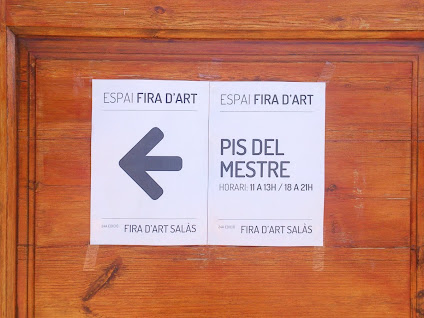 ESPAI FIRA D'ART
FIRA D'ART SALÀS
ESPAI FIRA D'ART
PIS DEL
MESTRE
HORARI: 11 A 13H / 18 A 21H
FIRA D'ART SALÀS